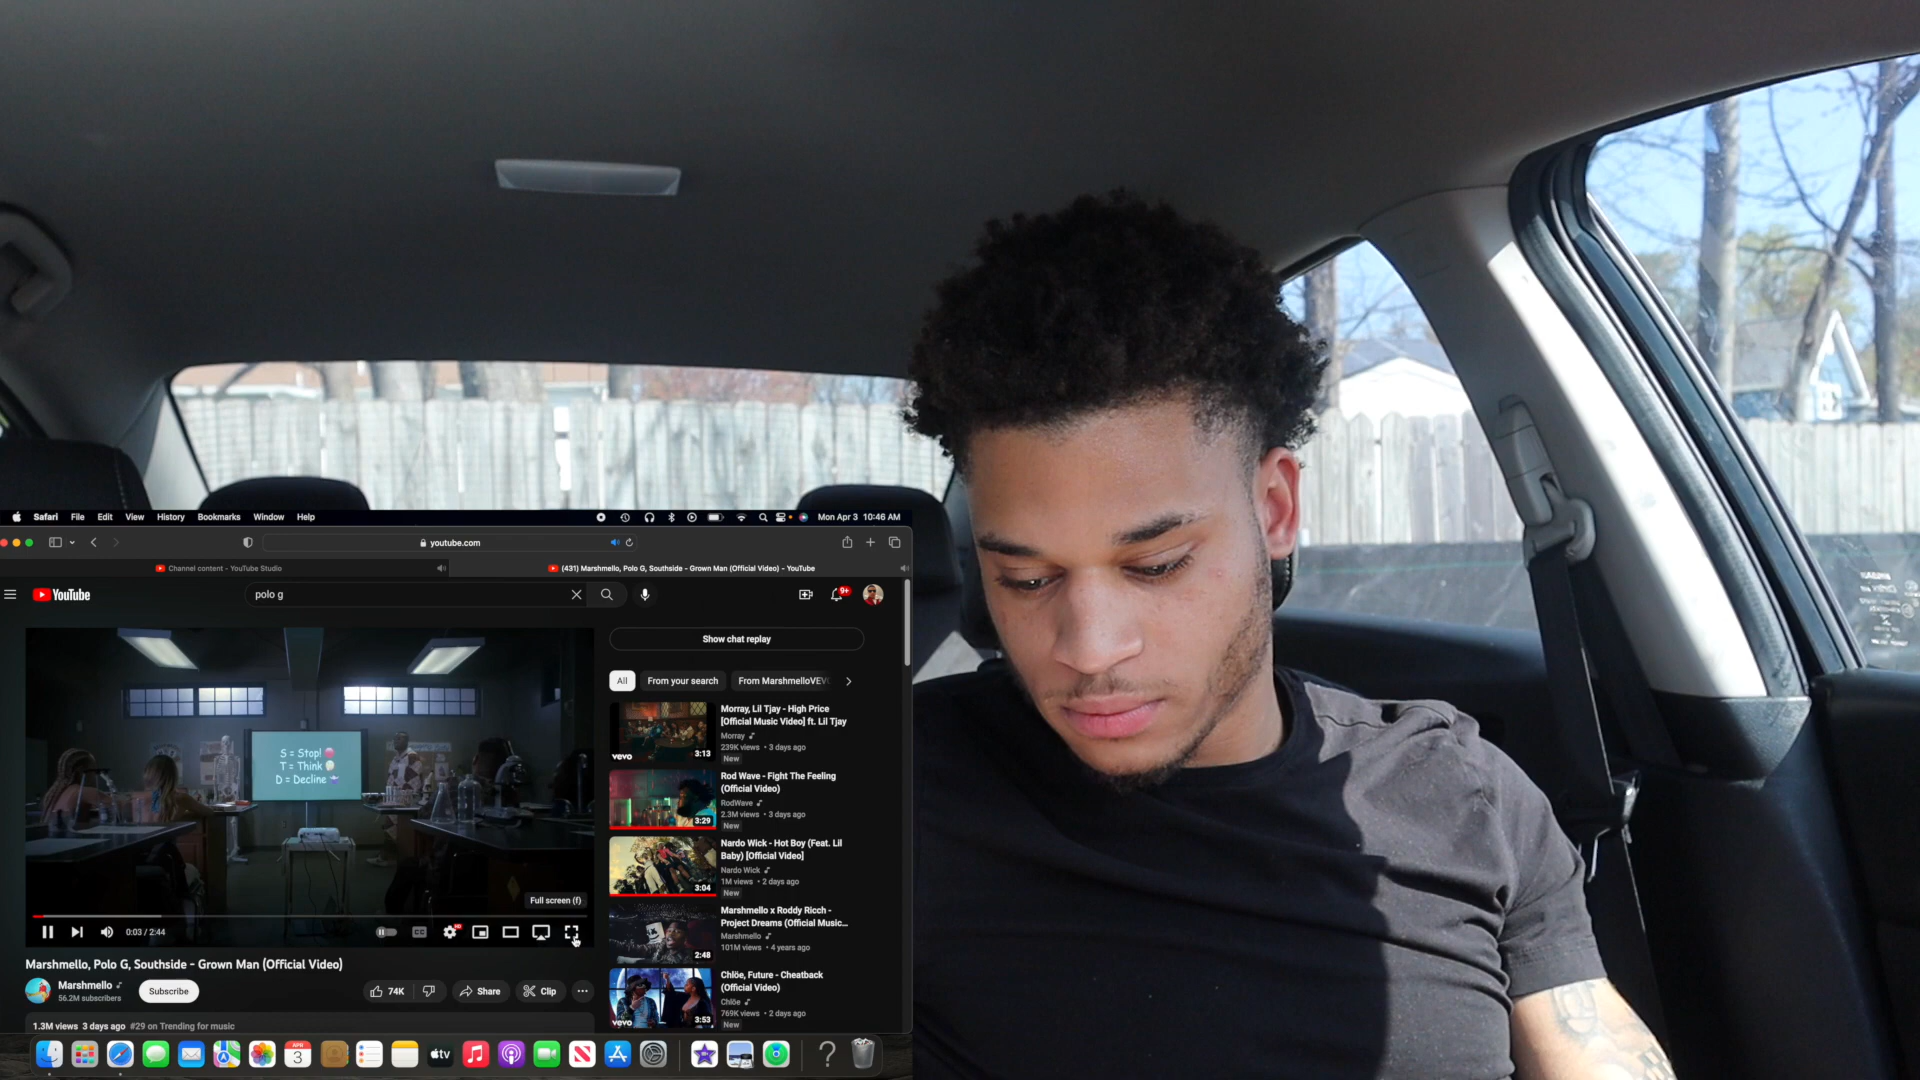 Safari File Edit View History Bookmarks Window Help Mon Apr 3 10:46 AM
youtube.com
Channel content - YouTube Studio
(431) Marshmello, Polo G, Southside - Grown Man (Official Video) - YouTube
YouTube
polo g
9+
Show chat replay
All From your search From MarshmelloVEV
S = Stop!
T = Think
D = Decline
Full screen (f)
0:03 / 2:44
CC
HD
Marshmello, Polo G, Southside - Grown Man (Official Video)
Marshmello
56.2M subscribers
Subscribe
74K
Share
Clip
1.3M views 3 days ago #29 on Trending for music
vevo
3:13
Morray, Lil Tjay - High Price
[Official Music Video] ft. Lil Tjay
Morray
239K views • 3 days ago
New
3:29
Rod Wave - Fight The Feeling
(Official Video)
RodWave
2.3M views • 3 days ago
New
3:04
Nardo Wick - Hot Boy (Feat. Lil
Baby) [Official Video]
Nardo Wick
1M views • 2 days ago
New
2:48
Marshmello x Roddy Ricch -
Project Dreams (Official Music...
Marshmello
101M views • 4 years ago
vevo
3:53
Chlöe, Future - Cheatback
(Official Video)
Chlöe
769K views • 2 days ago
New
APR
3
tv